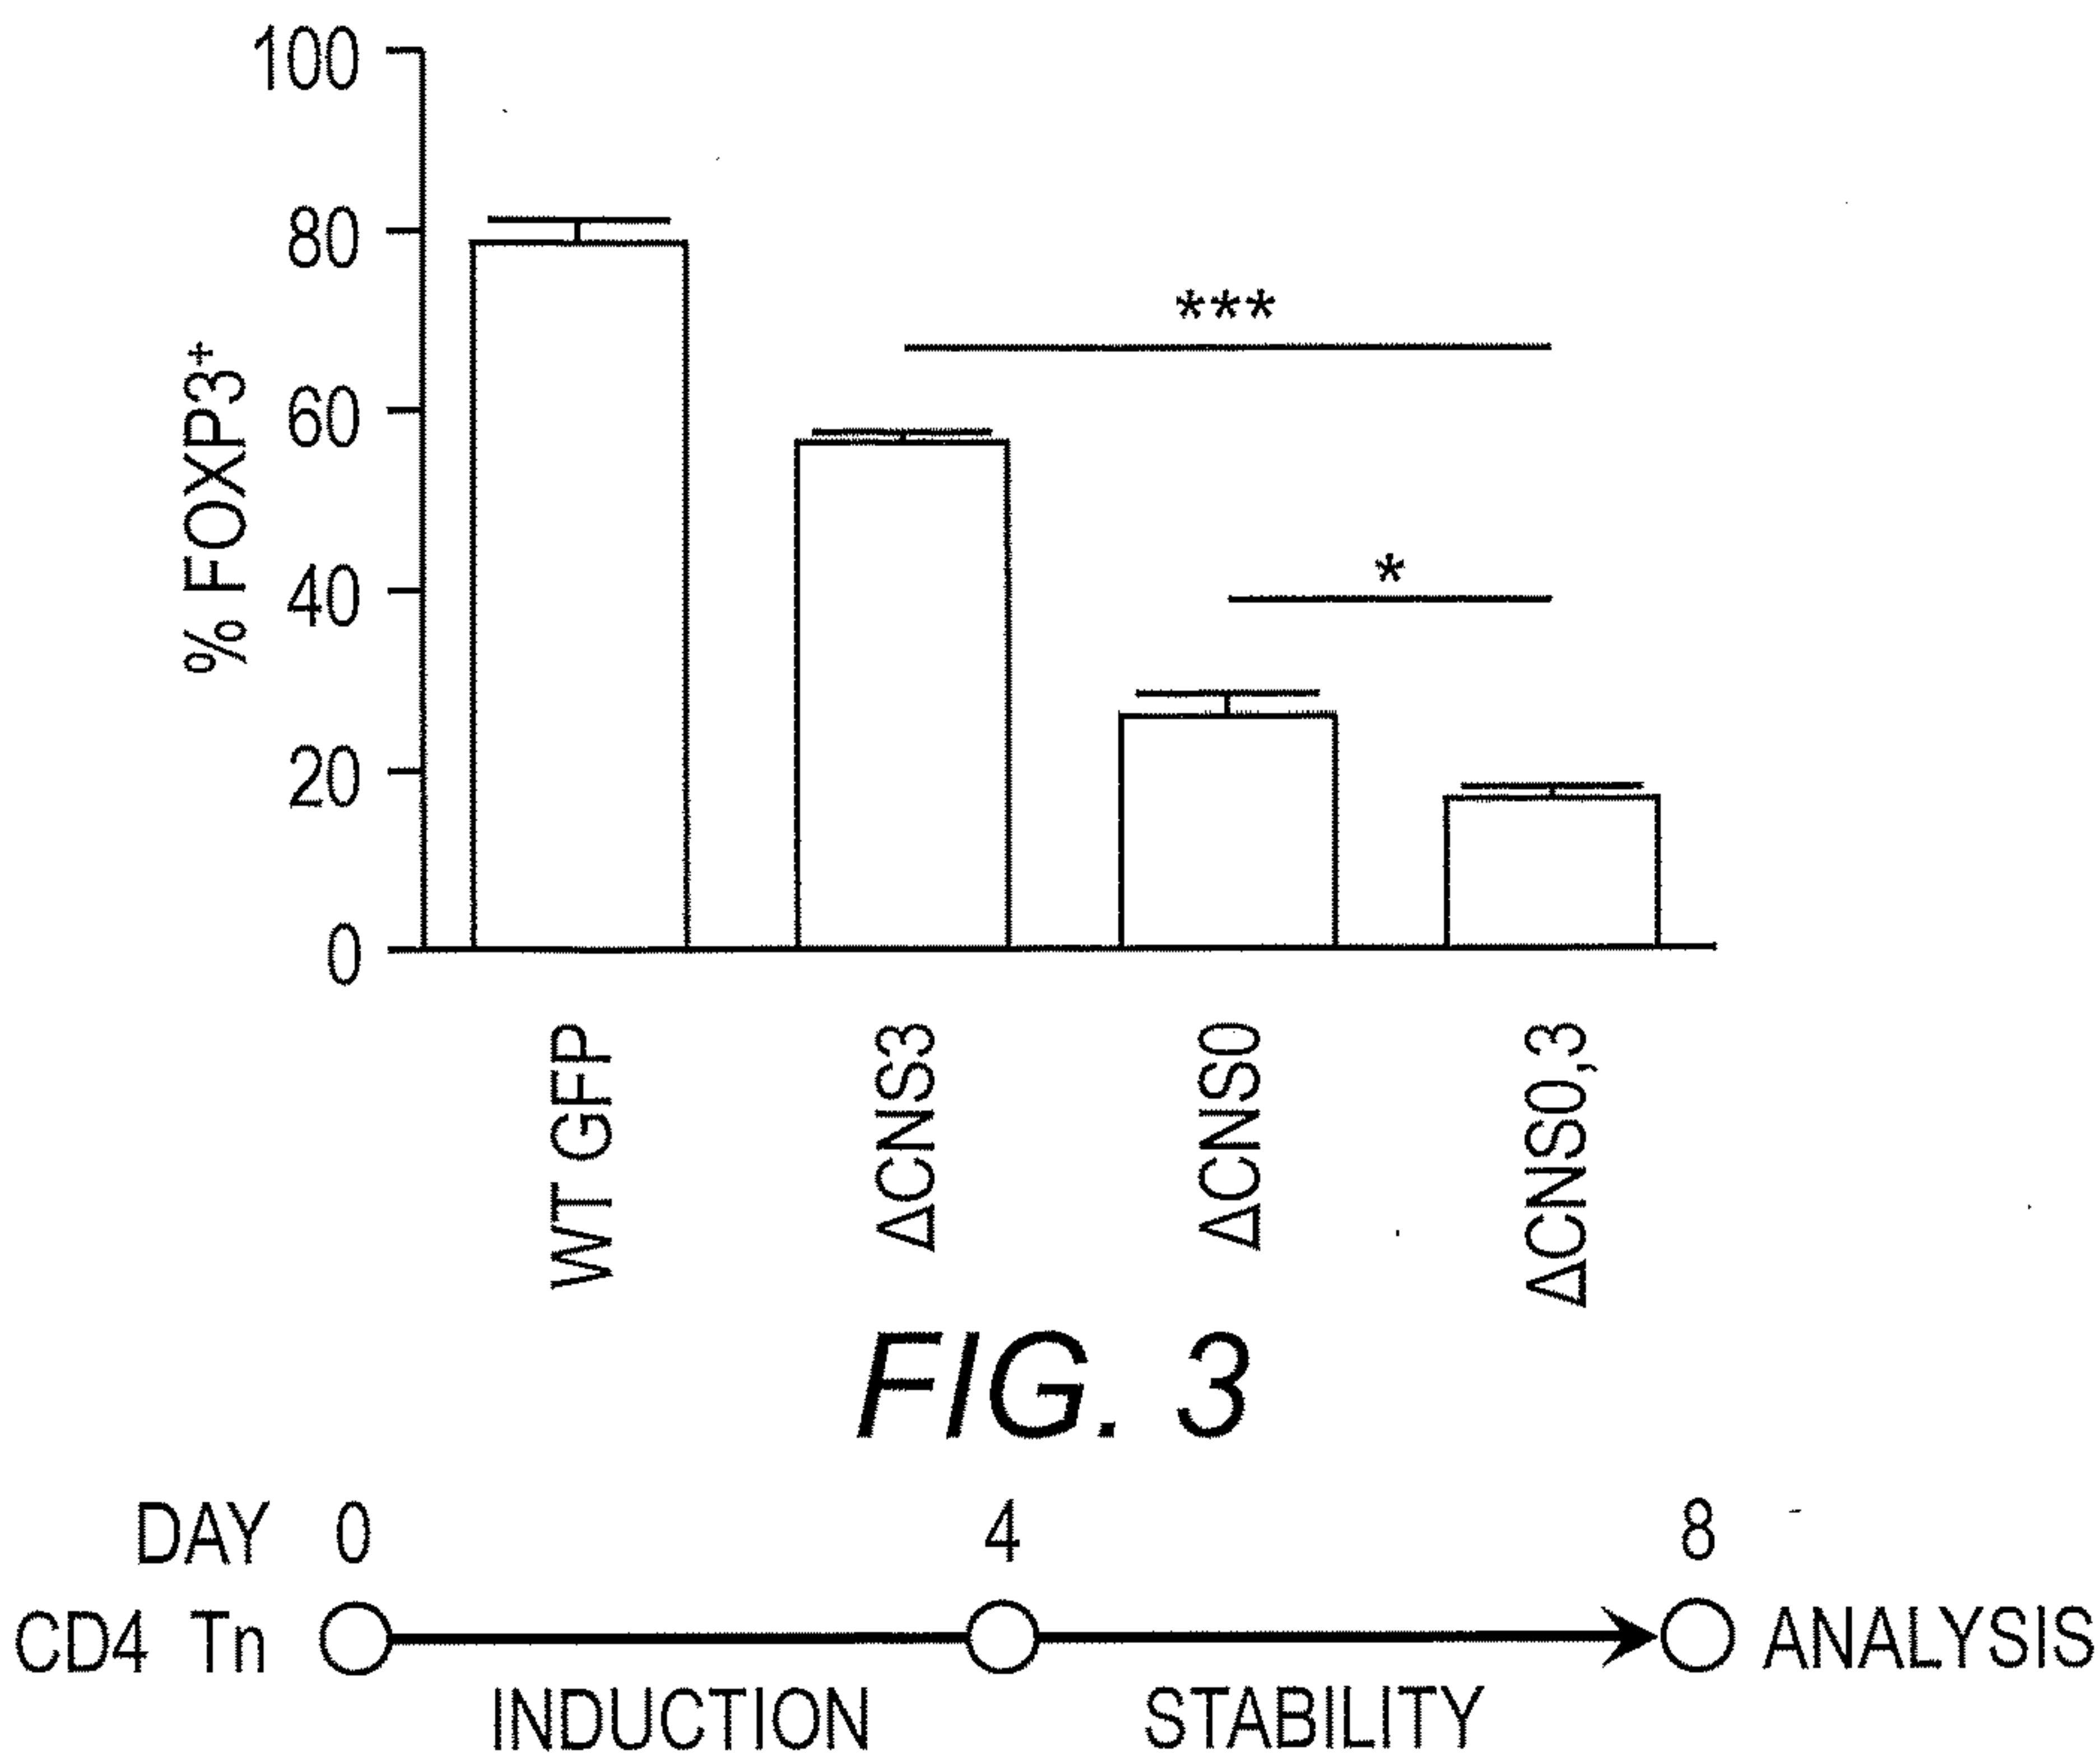 100
80
60
40
20
0
% FOXP3+
***
*
WT GFP
ΔCNS3
ΔCNS0
ΔCNS0,3
FIG. 3
DAY 0 4 8
CD4 Tn ANALYSIS
INDUCTION STABILITY